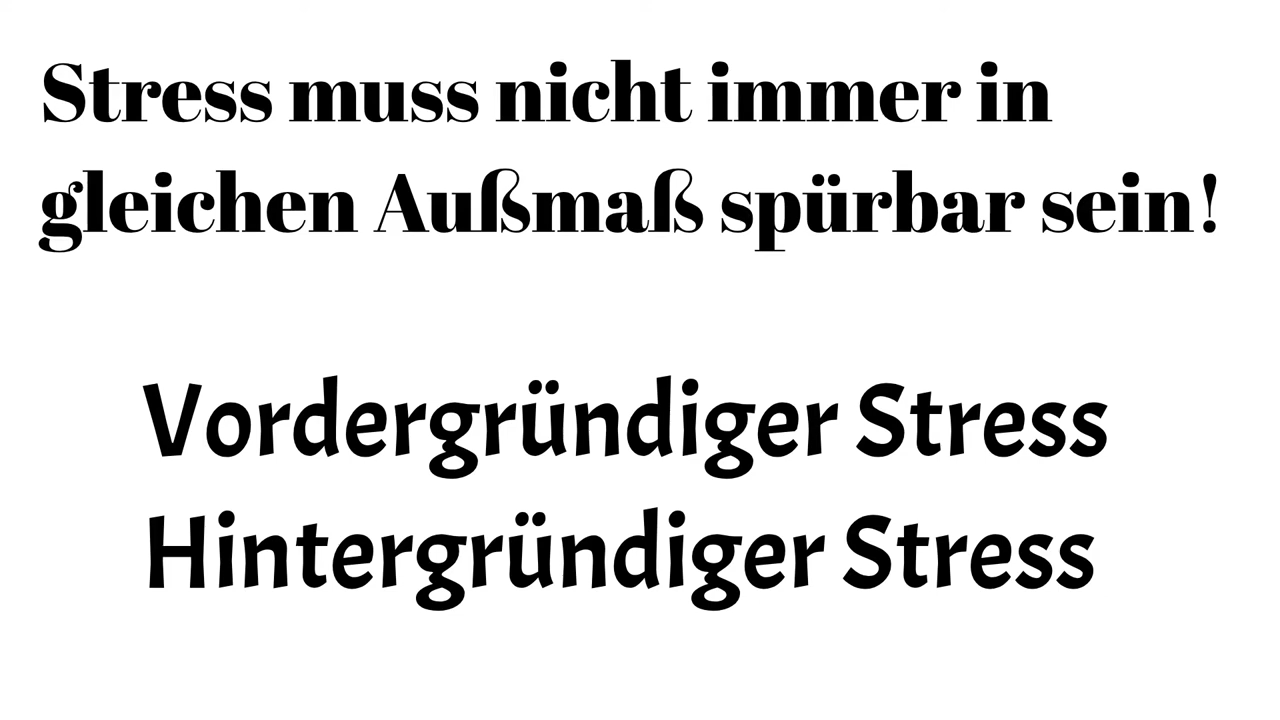 Stress muss nicht immer in
gleichen Außmaß spürbar sein!
Vordergründiger Stress
Hintergründiger Stress